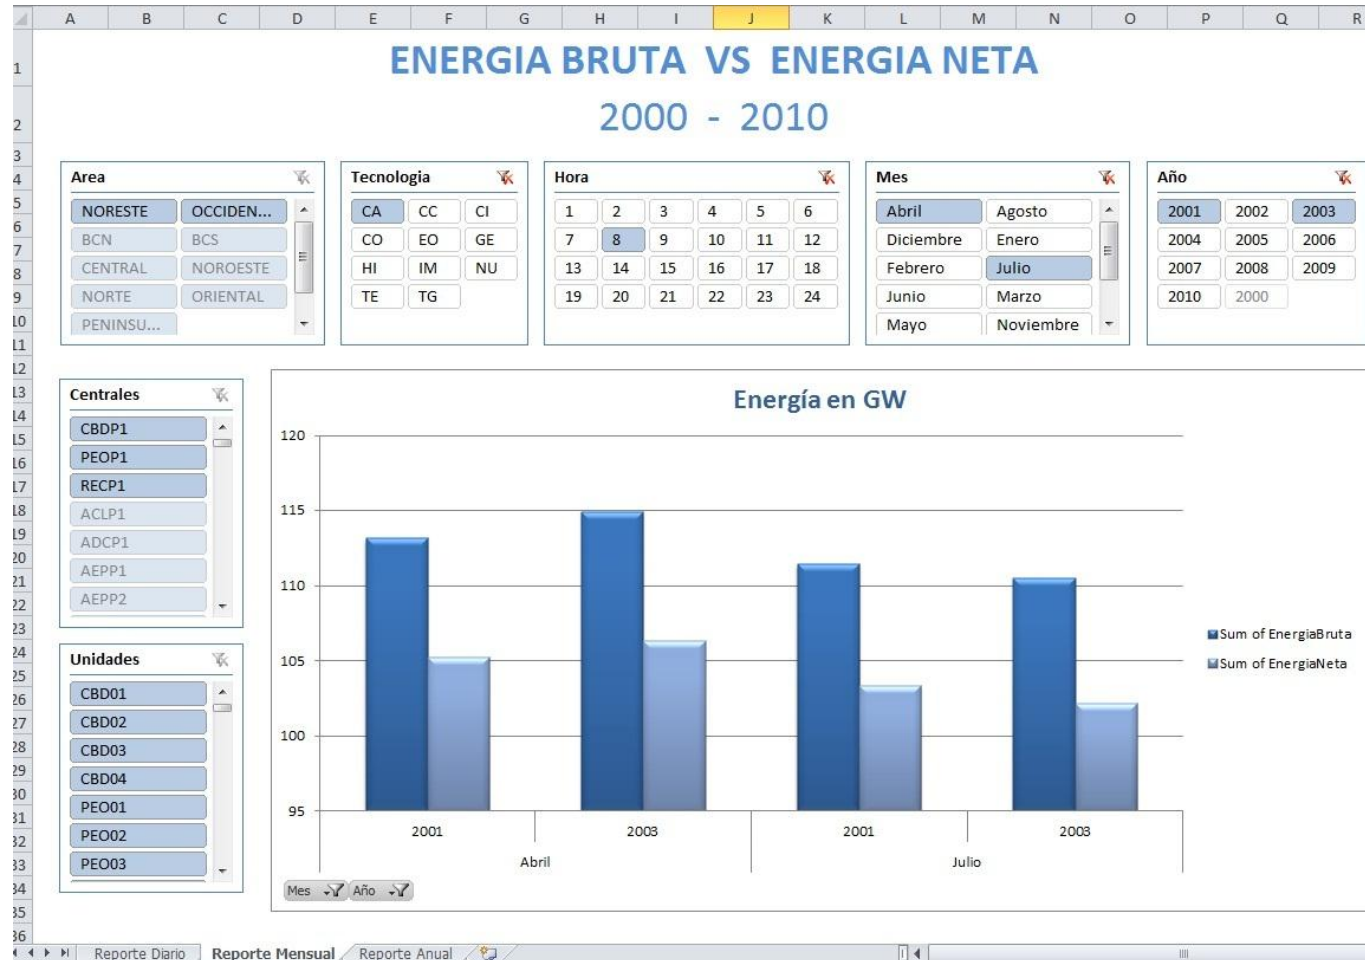 A B C D E F G H I J K L M N O P Q R
ENERGIA BRUTA VS ENERGIA NETA
2000 - 2010
Area
NORESTE OCCIDEN...
BCN BCS
CENTRAL NOROESTE
NORTE ORIENTAL
PENINSU...
Tecnologia
CA CC CI
CO EO GE
HI IM NU
TE TG
Hora
1 2 3 4 5 6
7 8 9 10 11 12
13 14 15 16 17 18
19 20 21 22 23 24
Mes
Abril Agosto
Diciembre Enero
Febrero Julio
Junio Marzo
Mayo Noviembre
Año
2001 2002 2003
2004 2005 2006
2007 2008 2009
2010 2000
Centrales
CBDP1
PEOP1
RECP1
ACLP1
ADCP1
AEPP1
AEPP2
Unidades
CBD01
CBD02
CBD03
CBD04
PEO01
PEO02
PEO03
Energía en GW
120
115
110
105
100
95
2001 2003 2001 2003
Abril Julio
Sum of EnergiaBruta
Sum of EnergiaNeta
Mes Año
Reporte Diario Reporte Mensual Reporte Anual